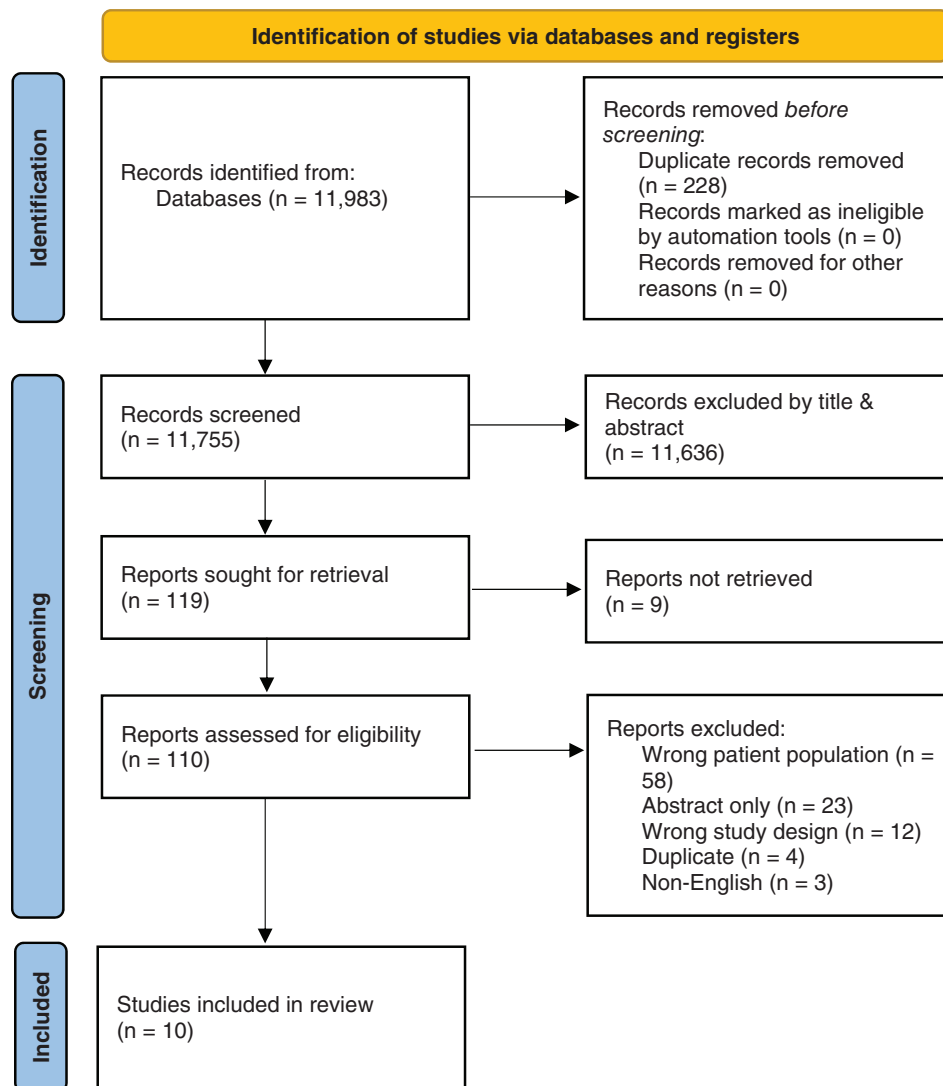 Identification of studies via databases and registers
Identification
Records identified from:
Databases (n = 11,983)
Records removed before
screening:
Duplicate records removed
(n = 228)
Records marked as ineligible
by automation tools (n = 0)
Records removed for other
reasons (n = 0)
Screening
Records screened
(n = 11,755)
Records excluded by title &
abstract
(n = 11,636)
Reports sought for retrieval
(n = 119)
Reports not retrieved
(n = 9)
Reports assessed for eligibility
(n = 110)
Reports excluded:
Wrong patient population (n =
58)
Abstract only (n = 23)
Wrong study design (n = 12)
Duplicate (n = 4)
Non-English (n = 3)
Included
Studies included in review
(n = 10)